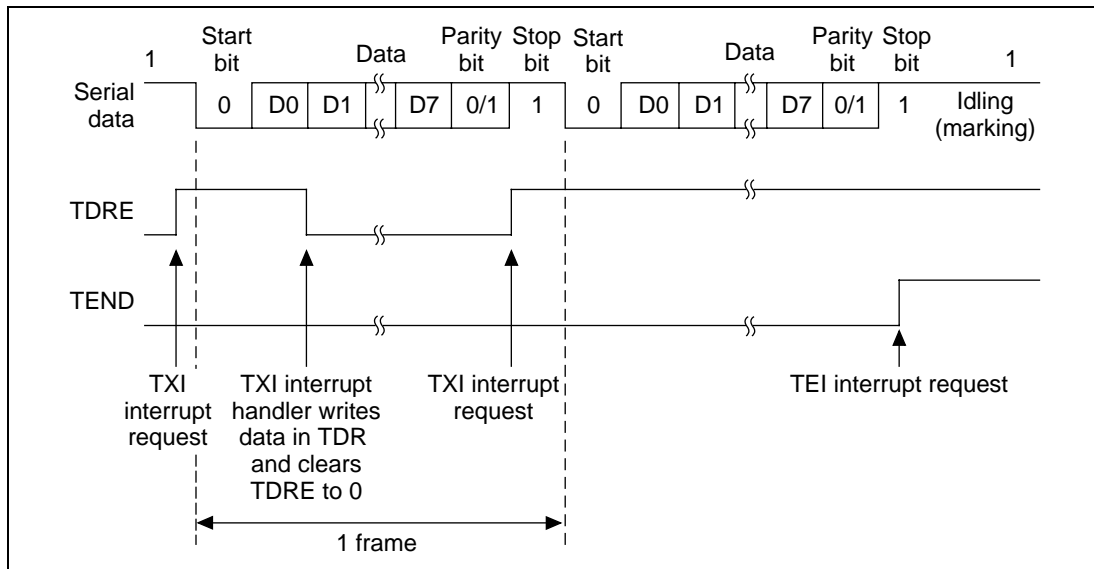 1
Start
bit
Data
Parity
bit
Stop
bit
Start
bit
Data
Parity
bit
Stop
bit
1
Serial
data
0
D0
D1
D7
0/1
1
0
D0
D1
D7
0/1
1
Idling
(marking)
TDRE
TEND
TXI
interrupt
request
TXI interrupt
handler writes
data in TDR
and clears
TDRE to 0
TXI interrupt
request
TEI interrupt request
1 frame